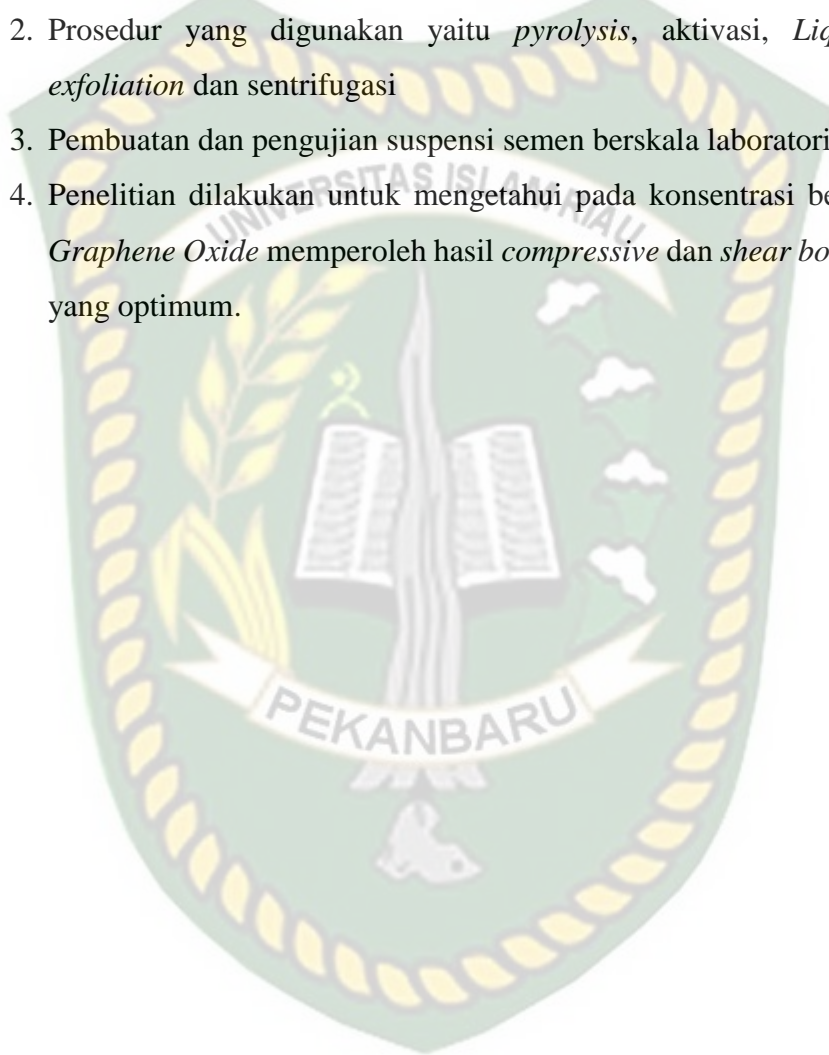 2. Prosedur yang digunakan yaitu pyrolysis, aktivasi,
exfoliation dan sentrifugasi
3. Pembuatan dan pengujian suspensi semen berskala
4. Penelitian dilakukan untuk mengetahui pada konsentrasi
Graphene Oxide memperoleh hasil compressive dan shear
yang optimum.
UNIVERSITAS ISLAM RIAU
PEKANBARU